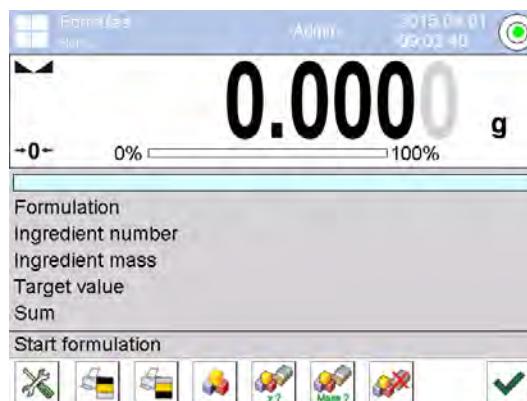 Formulas
-Admin-
2015.09.01
09:03:40
0.0000
g
→0←
0%
100%
Formulation
Ingredient number
Ingredient mass
Target value
Sum
Start formulation
x ?
Mass ?